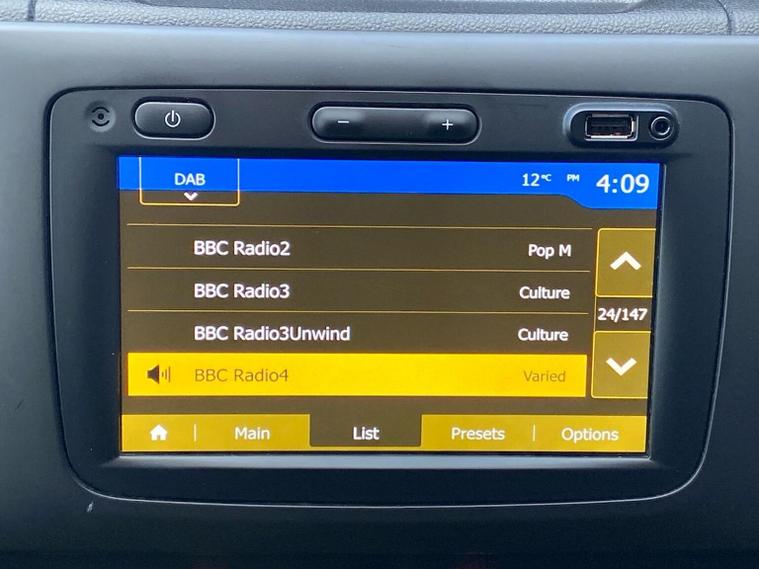 DAB 12°C PM 4:09
BBC Radio2 Pop M
BBC Radio3 Culture
24/147
BBC Radio3Unwind Culture
BBC Radio4 Varied
Main List Presets Options